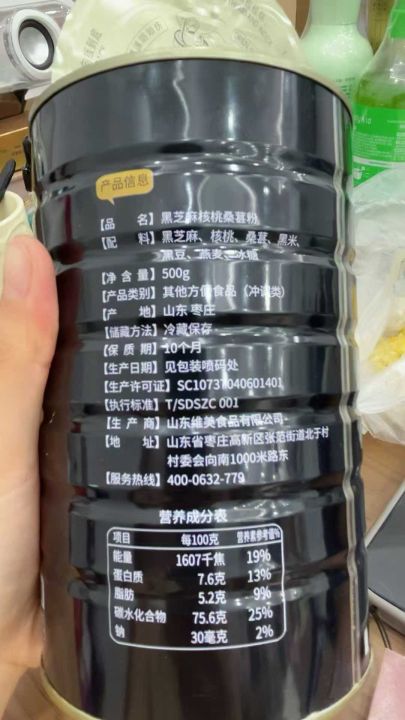 产品信息
【品 名】黑芝麻核桃桑葚粉
【配 料】黑芝麻、核桃、桑葚、黑米、
黑豆、燕麦、冰糖
【净含量】500g
【产品类别】其他方便食品（冲调类）
【产 地】山东 枣庄
【储藏方法】冷藏保存
【保 质 期】10个月
【生产日期】见包装喷码处
【生产许可证】SC10737040601401
【执行标准】T/SDSZC 001
【生 产 商】山东维美食品有限公司
【地 址】山东省枣庄高新区张范街道北于村
村委会向南1000米路东
【服务热线】400-0632-779
营养成分表
项目 每100克 营养素参考值%
能量 1607千焦 19%
蛋白质 7.6克 13%
脂肪 5.2克 9%
碳水化合物 75.6克 25%
钠 30毫克 2%